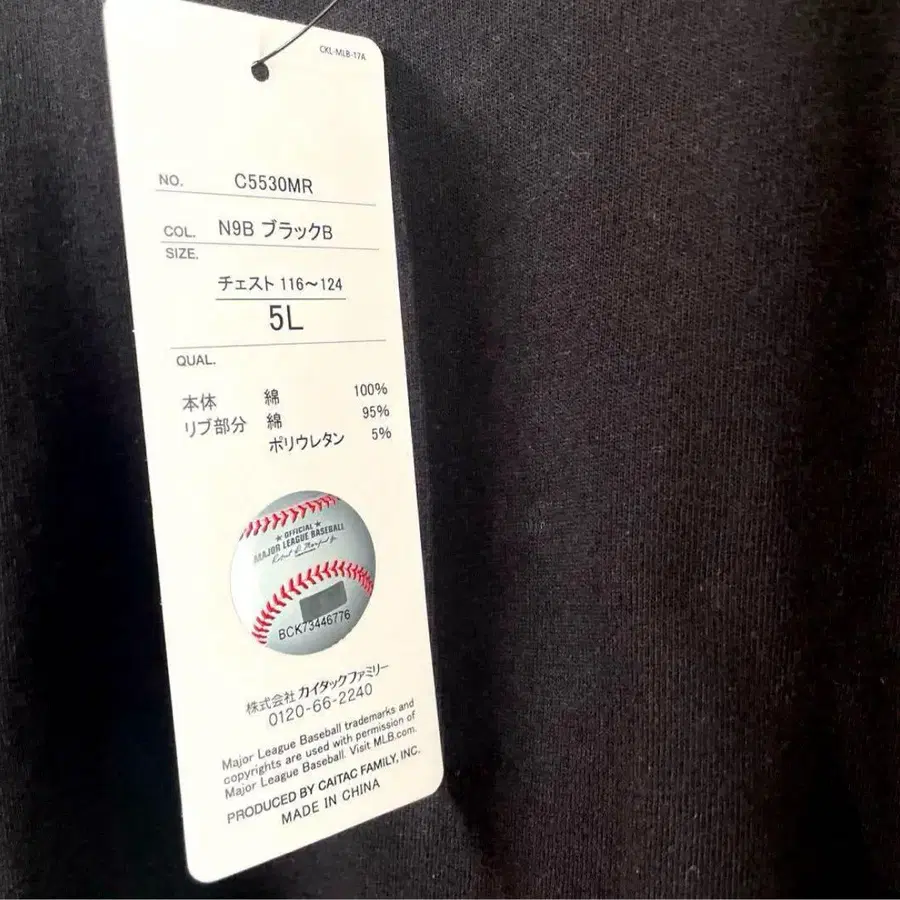 CKL-MLB-17A
NO. C5530MR
COL. N9B ブラックB
SIZE.
チェスト 116〜124
5L
QUAL.
本体 綿 100%
リブ部分 綿 95%
ポリウレタン 5%
★ OFFICIAL ★
MAJOR LEAGUE BASEBALL
BCK73446776
株式会社 カイタックファミリー
0120-66-2240
Major League Baseball trademarks and
copyrights are used with permission of
Major League Baseball. Visit MLB.com.
PRODUCED BY CAITAC FAMILY, INC.
MADE IN CHINA